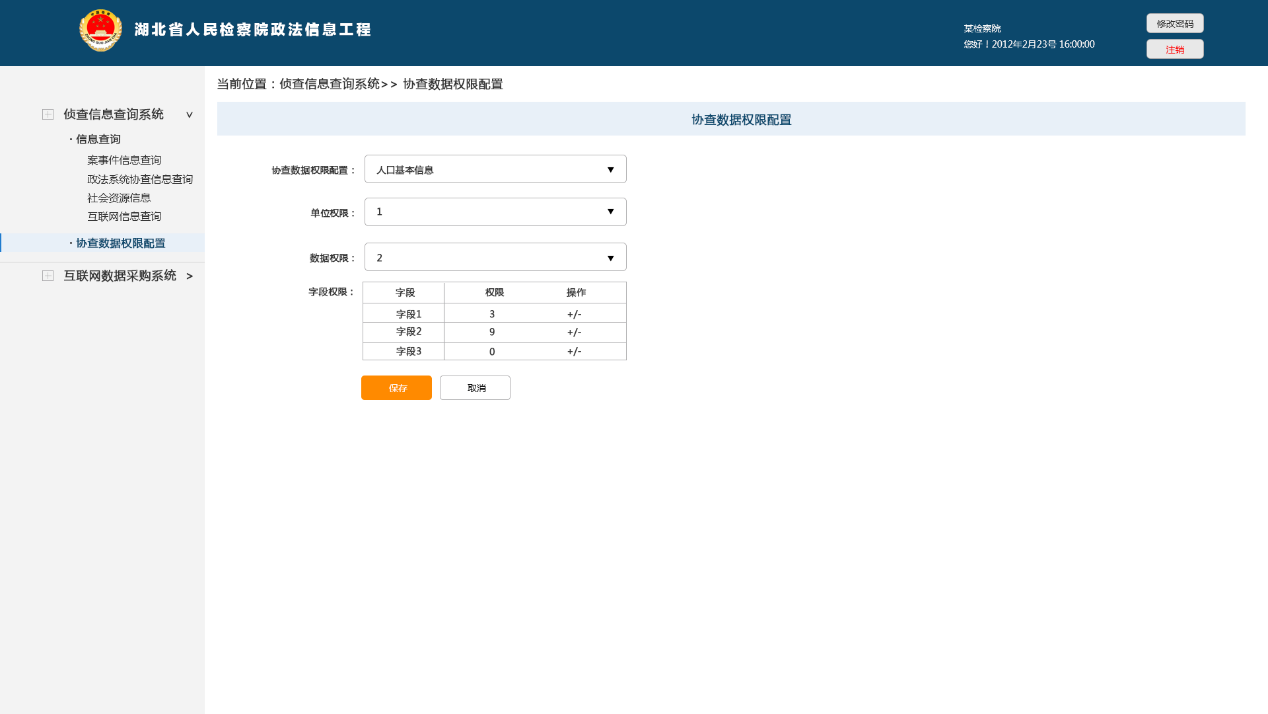 湖北省人民检察院政法信息工程
某检察院
您好！2012年2月23号 16:00:00
修改密码
注销
当前位置：侦查信息查询系统>> 协查数据权限配置
侦查信息查询系统 v
·信息查询
案事件信息查询
政法系统协查信息查询
社会资源信息
互联网信息查询
·协查数据权限配置
互联网数据采购系统 >
协查数据权限配置
协查数据权限配置： 人口基本信息 ▼
单位权限： 1 ▼
数据权限： 2 ▼
字段权限： 字段 权限 操作
字段1 3 +/-
字段2 9 +/-
字段3 0 +/-
保存 取消